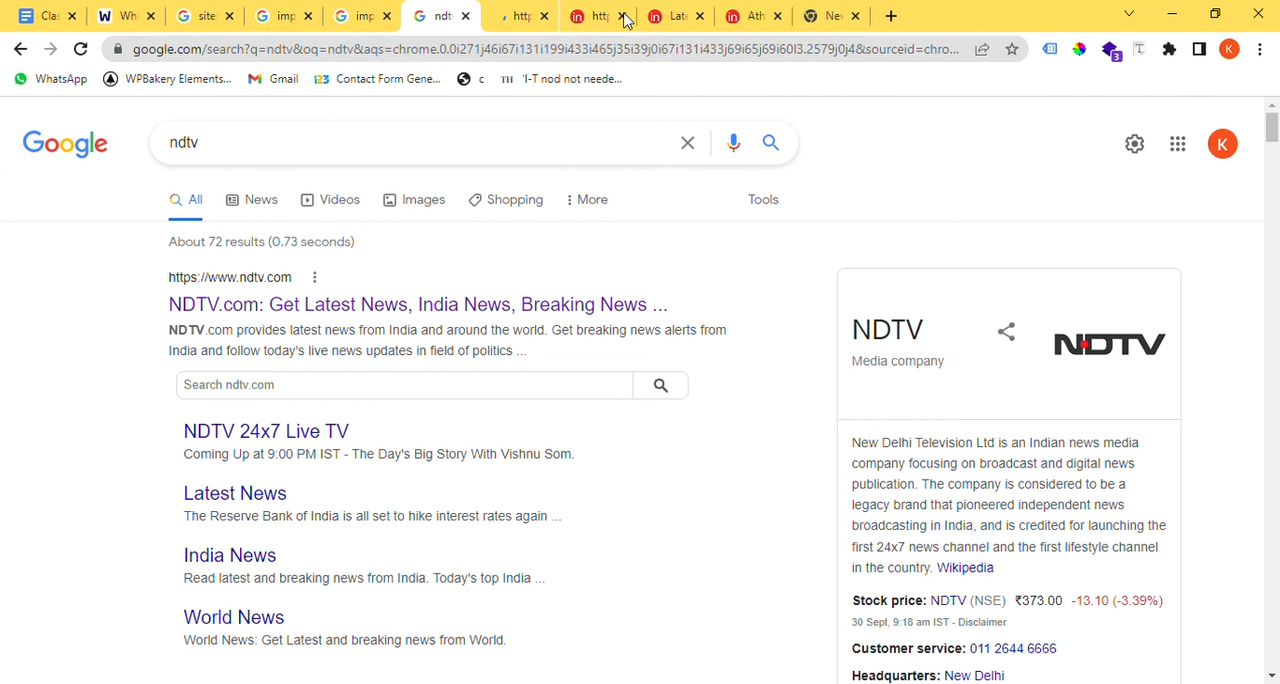 Clas Whi site imp imp ndt http http Late Ath Nev
google.com/search?q=ndtv&oq=ndtv&aqs=chrome.0.0i271j46i67i131i199i433i465j35i39j0i67i131i433j69i65j69i60l3.2579j0j4&sourceid=chro...
3
K
WhatsApp WPBakery Elements... Gmail 123 Contact Form Gene... c TH 'I-T nod not neede...
Google ndtv K
All News Videos Images Shopping More Tools
About 72 results (0.73 seconds)
https://www.ndtv.com
NDTV.com: Get Latest News, India News, Breaking News ...
NDTV.com provides latest news from India and around the world. Get breaking news alerts from
India and follow today's live news updates in field of politics ...
Search ndtv.com
NDTV 24x7 Live TV
Coming Up at 9:00 PM IST - The Day's Big Story With Vishnu Som.
Latest News
The Reserve Bank of India is all set to hike interest rates again ...
India News
Read latest and breaking news from India. Today's top India ...
World News
World News: Get Latest and breaking news from World.
NDTV
Media company
NDTV
New Delhi Television Ltd is an Indian news media
company focusing on broadcast and digital news
publication. The company is considered to be a
legacy brand that pioneered independent news
broadcasting in India, and is credited for launching the
first 24x7 news channel and the first lifestyle channel
in the country. Wikipedia
Stock price: NDTV (NSE) ₹373.00 -13.10 (-3.39%)
30 Sept, 9:18 am IST - Disclaimer
Customer service: 011 2644 6666
Headquarters: New Delhi